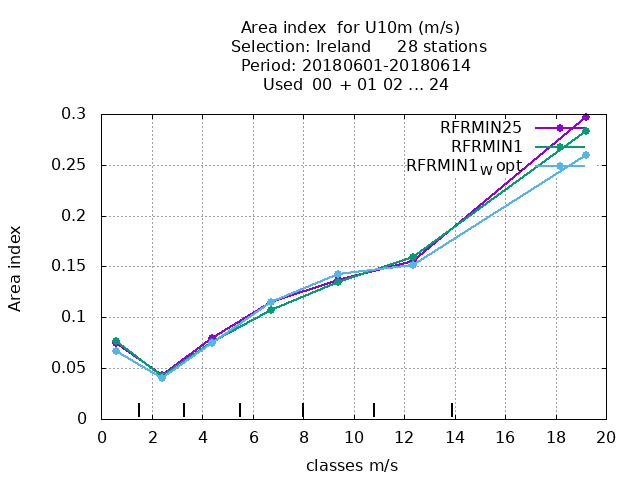 Area index  for U10m (m/s)
Selection: Ireland     28 stations
Period: 20180601-20180614
Used  00 + 01 02 ... 24
RFRMIN25
RFRMIN1
RFRMIN1W opt
0.3
0.25
0.2
0.15
0.1
0.05
0
Area index
0 2 4 6 8 10 12 14 16 18 20
classes m/s